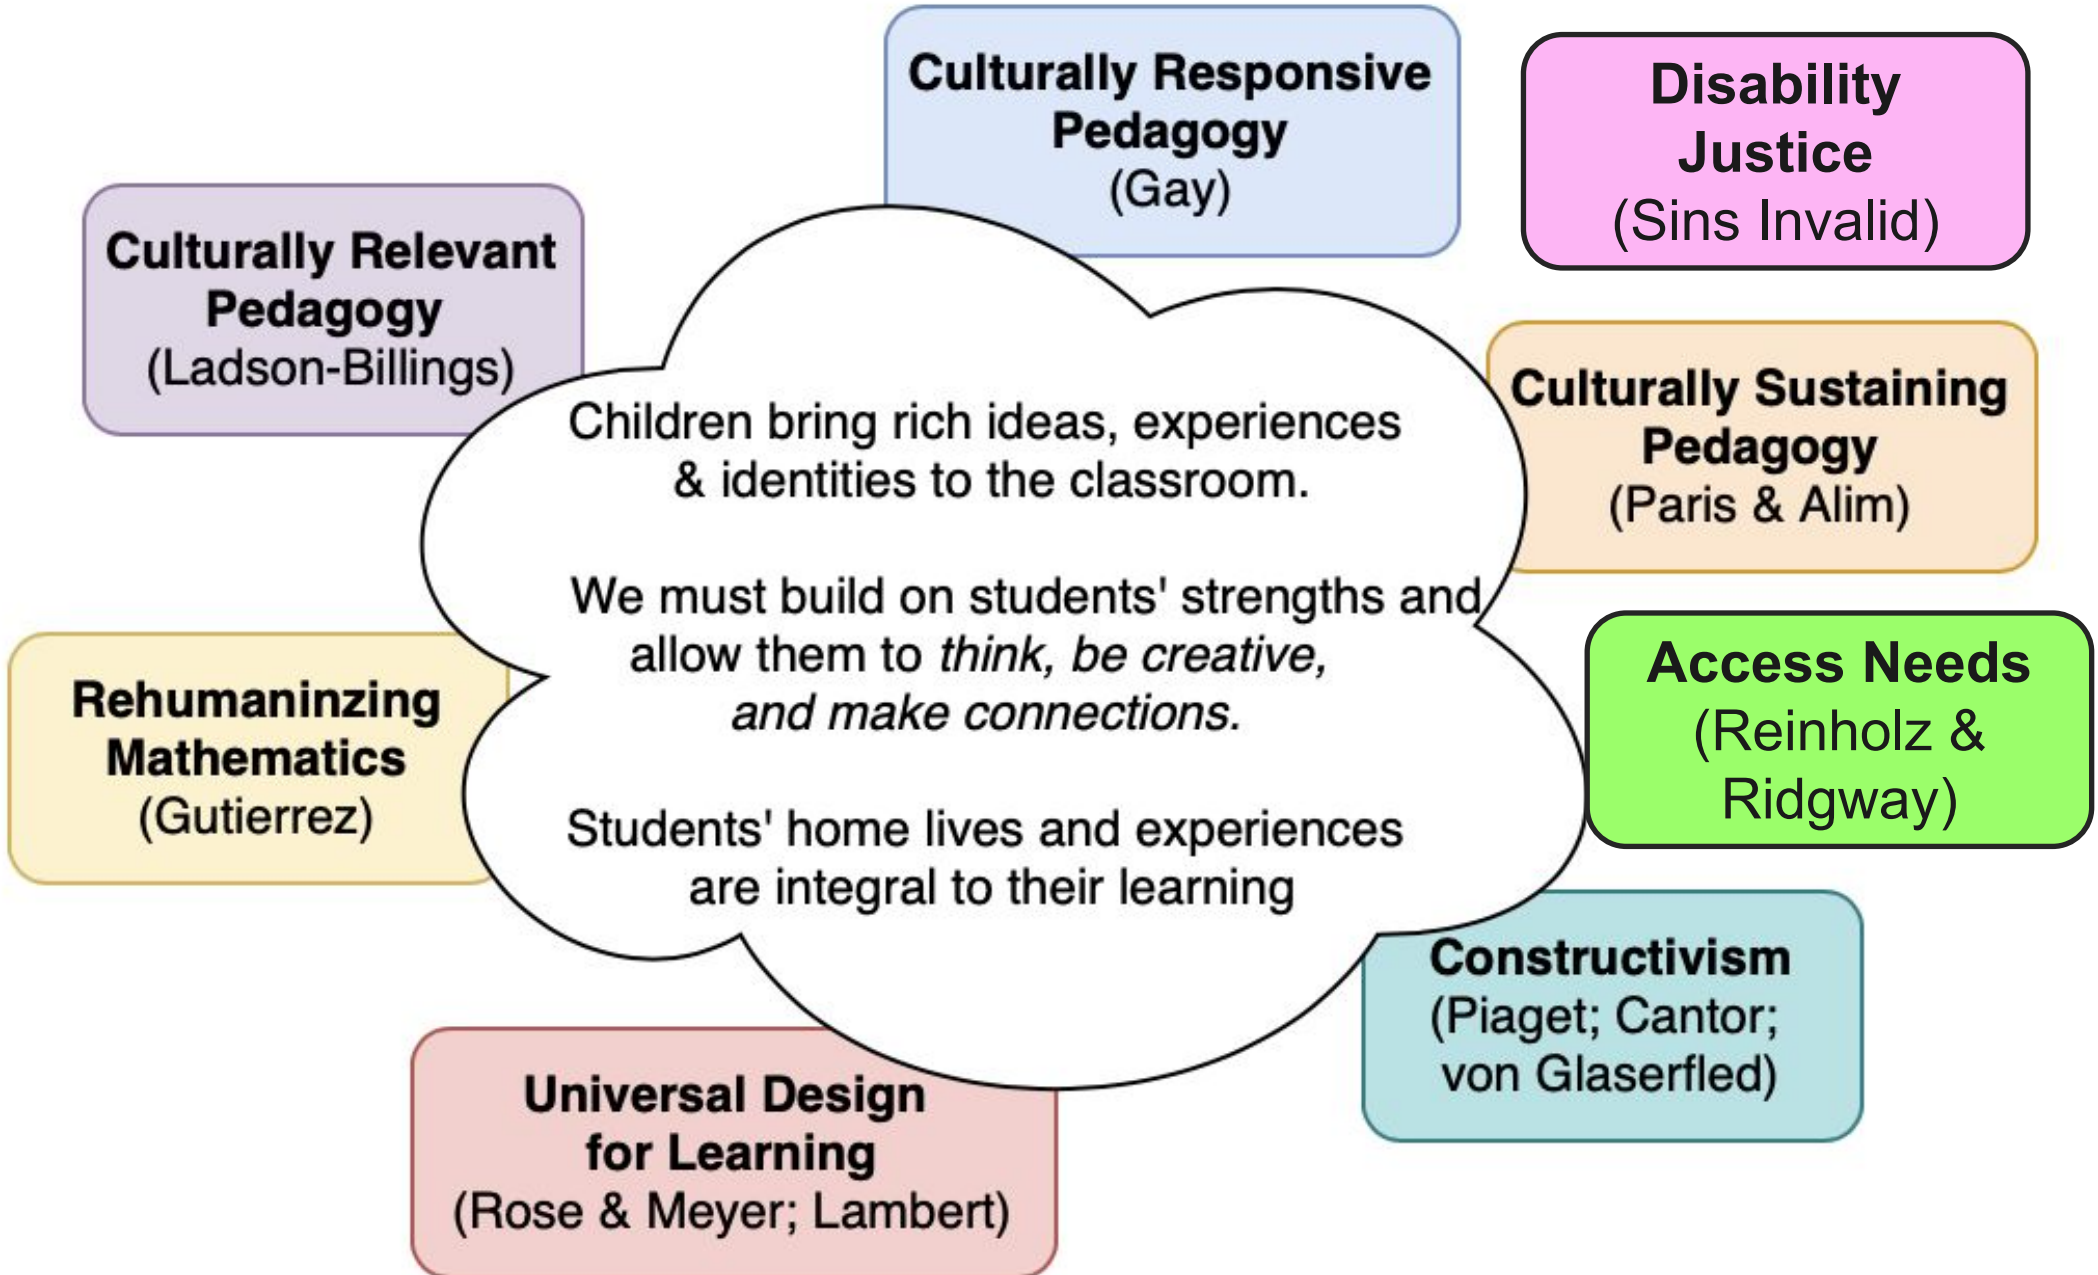 Culturally Responsive
Pedagogy
(Gay)
Disability
Justice
(Sins Invalid)
Culturally Relevant
Pedagogy
(Ladson-Billings)
Culturally Sustaining
Pedagogy
(Paris & Alim)
Children bring rich ideas, experiences
& identities to the classroom.
We must build on students' strengths and
allow them to think, be creative,
and make connections.
Students' home lives and experiences
are integral to their learning
Rehumaninzing
Mathematics
(Gutierrez)
Access Needs
(Reinholz &
Ridgway)
Constructivism
(Piaget; Cantor;
von Glaserfled)
Universal Design
for Learning
(Rose & Meyer; Lambert)